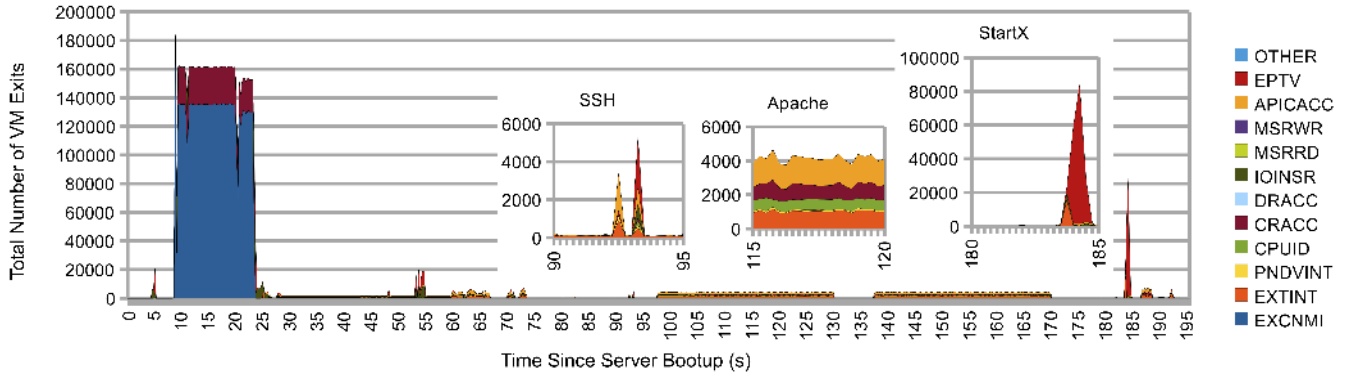 Total Number of VM Exits
200000
180000
160000
140000
120000
100000
80000
60000
40000
20000
0
0 5 10 15 20 25 30 35 40 45 50 55 60 65 70 75 80 85 90 95 100 105 110 115 120 125 130 135 140 145 150 155 160 165 170 175 180 185 190 195
Time Since Server Bootup (s)
SSH
6000
4000
2000
0
90 95
Apache
6000
4000
2000
0
115 120
StartX
100000
80000
60000
40000
20000
0
180 185
OTHER
EPTV
APICACC
MSRWR
MSRRD
IOINSR
DRACC
CRACC
CPUID
PNDVINT
EXTINT
EXCNMI